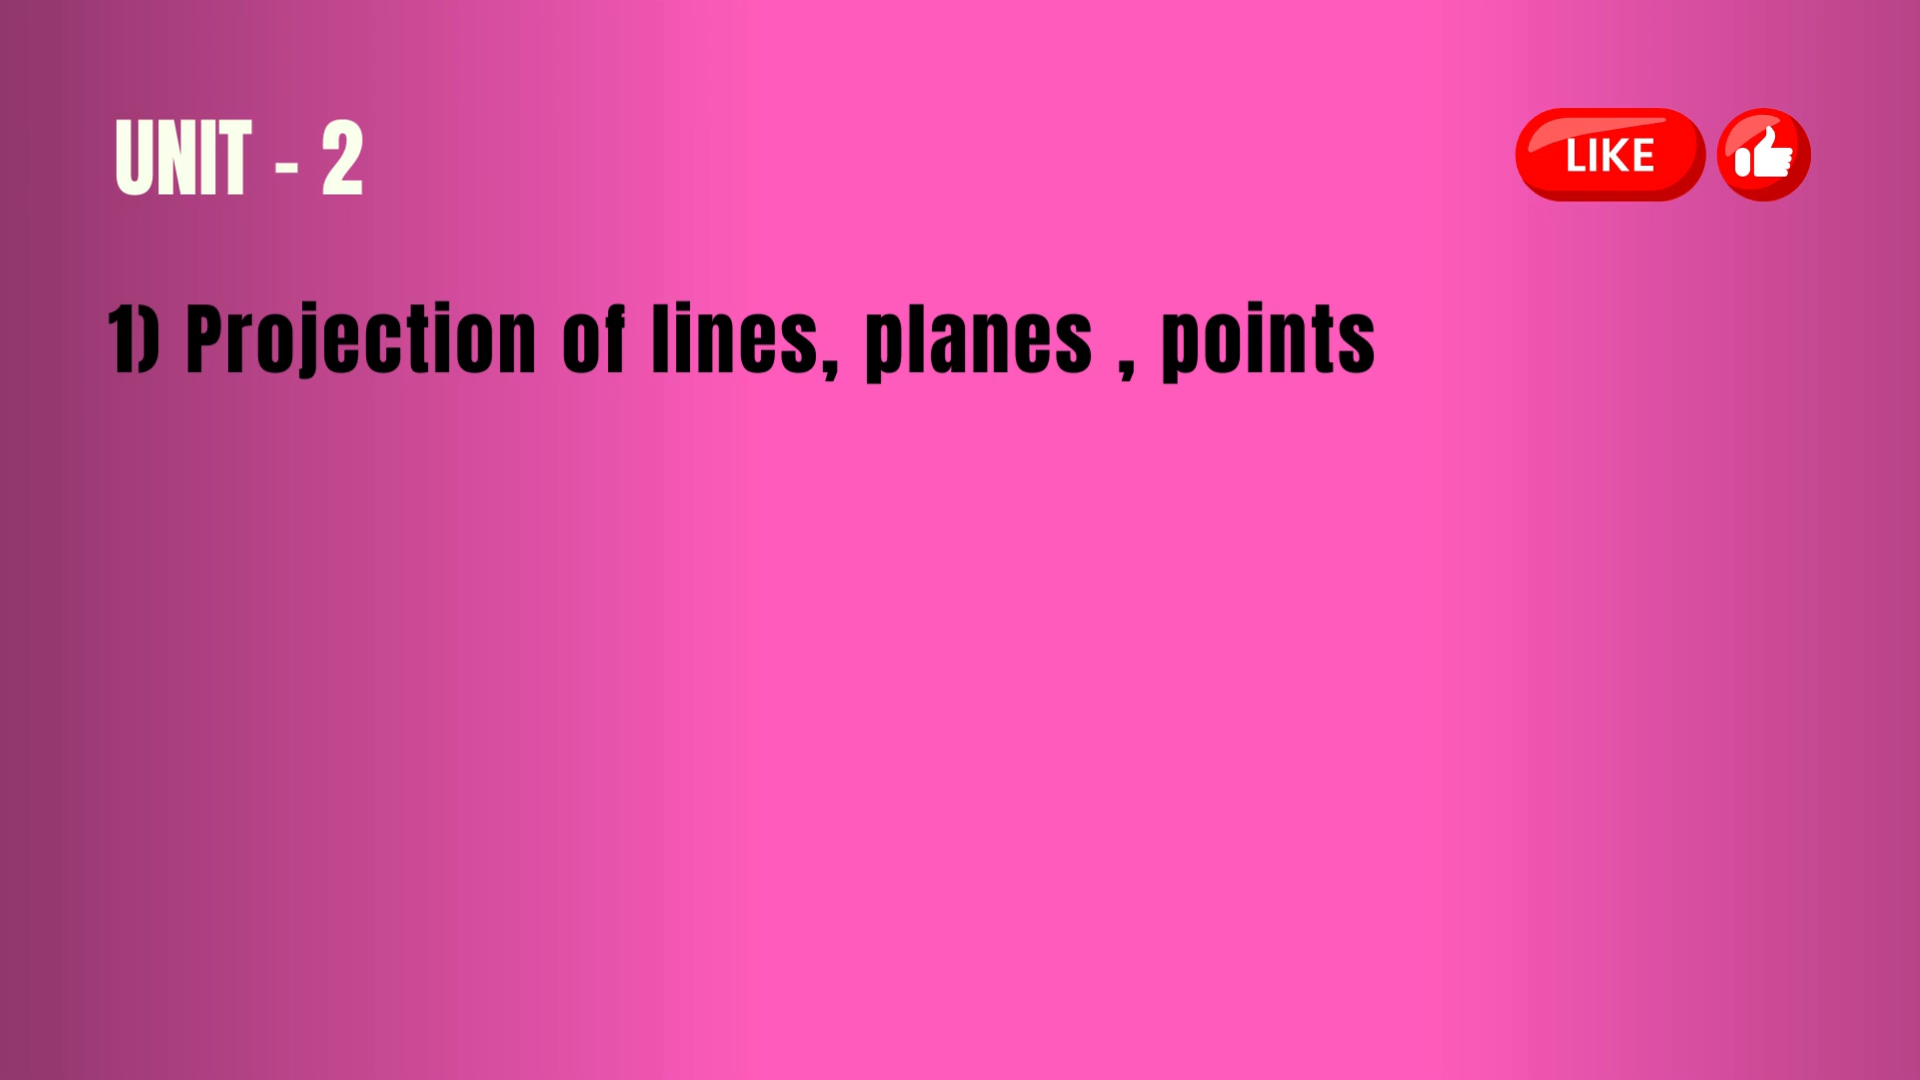 UNIT - 2
LIKE
1) Projection of lines, planes , points